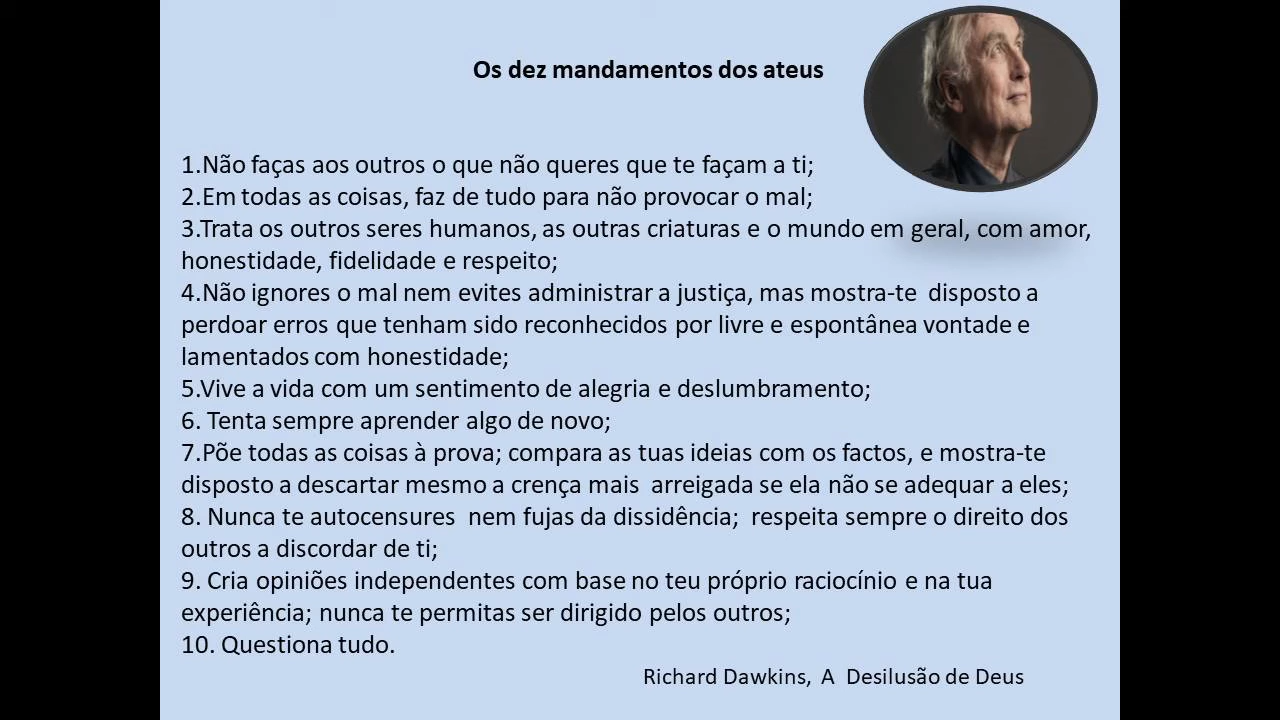 Os dez mandamentos dos ateus
1.Não faças aos outros o que não queres que te façam a ti;
2.Em todas as coisas, faz de tudo para não provocar o mal;
3.Trata os outros seres humanos, as outras criaturas e o mundo em geral, com amor,
honestidade, fidelidade e respeito;
4.Não ignores o mal nem evites administrar a justiça, mas mostra-te disposto a
perdoar erros que tenham sido reconhecidos por livre e espontânea vontade e
lamentados com honestidade;
5.Vive a vida com um sentimento de alegria e deslumbramento;
6. Tenta sempre aprender algo de novo;
7.Põe todas as coisas à prova; compara as tuas ideias com os factos, e mostra-te
disposto a descartar mesmo a crença mais arreigada se ela não se adequar a eles;
8. Nunca te autocensures nem fujas da dissidência; respeita sempre o direito dos
outros a discordar de ti;
9. Cria opiniões independentes com base no teu próprio raciocínio e na tua
experiência; nunca te permitas ser dirigido pelos outros;
10. Questiona tudo.
Richard Dawkins, A Desilusão de Deus